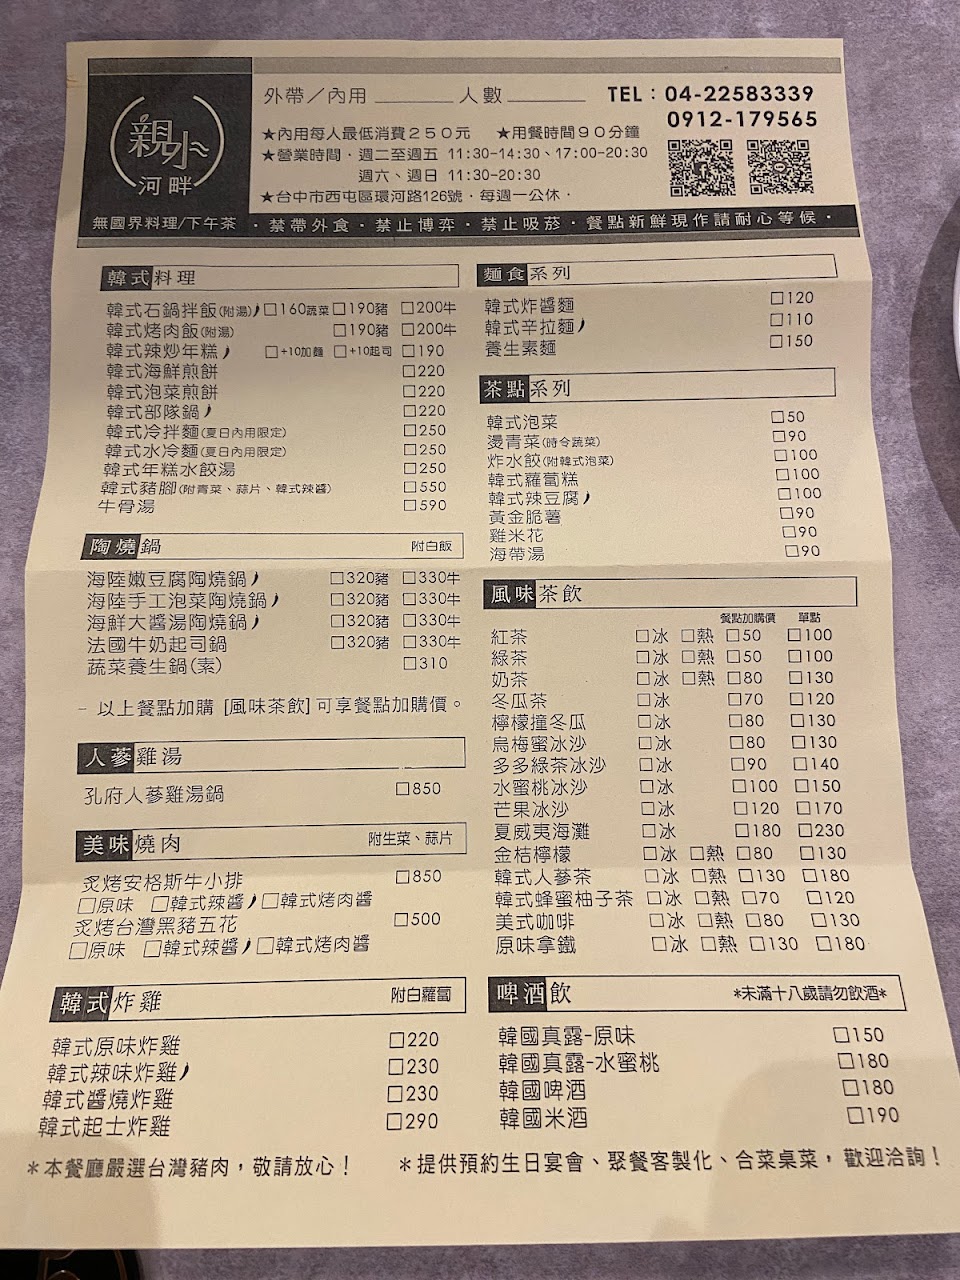 親水
河畔
無國界料理/下午茶
外帶／內用________人數________
TEL：04-22583339
0912-179565
★內用每人最低消費250元 ★用餐時間90分鐘
★營業時間．週二至週五 11:30-14:30、17:00-20:30
週六、週日 11:30-20:30
★台中市西屯區環河路126號．每週一公休．
．禁帶外食．禁止博弈．禁止吸菸．餐點新鮮現作請耐心等候．
韓式料理
韓式石鍋拌飯(附湯) □160蔬菜 □190豬 □200牛
韓式烤肉飯(附湯) □190豬 □200牛
韓式辣炒年糕 □+10加麵 □+10起司 □190
韓式海鮮煎餅 □220
韓式泡菜煎餅 □220
韓式部隊鍋 □220
韓式冷拌麵(夏日內用限定) □250
韓式水冷麵(夏日內用限定) □250
韓式年糕水餃湯 □250
韓式豬腳(附青菜、蒜片、韓式辣醬) □550
牛骨湯 □590
陶燒鍋 附白飯
海陸嫩豆腐陶燒鍋 □320豬 □330牛
海陸手工泡菜陶燒鍋 □320豬 □330牛
海鮮大醬湯陶燒鍋 □320豬 □330牛
法國牛奶起司鍋 □320豬 □330牛
蔬菜養生鍋(素) □310
- 以上餐點加購 [風味茶飲] 可享餐點加購價。
人蔘雞湯
孔府人蔘雞湯鍋 □850
美味燒肉 附生菜、蒜片
炙烤安格斯牛小排 □850
□原味 □韓式辣醬 □韓式烤肉醬
炙烤台灣黑豬五花 □500
□原味 □韓式辣醬 □韓式烤肉醬
韓式炸雞 附白蘿蔔
韓式原味炸雞 □220
韓式辣味炸雞 □230
韓式醬燒炸雞 □230
韓式起士炸雞 □290
麵食系列
韓式炸醬麵 □120
韓式辛拉麵 □110
養生素麵 □150
茶點系列
韓式泡菜 □50
燙青菜(時令蔬菜) □90
炸水餃(附韓式泡菜) □100
韓式蘿蔔糕 □100
韓式辣豆腐 □100
黃金脆薯 □90
雞米花 □90
海帶湯 □90
風味茶飲
餐點加購價 單點
紅茶 □冰 □熱 □50 □100
綠茶 □冰 □熱 □50 □100
奶茶 □冰 □熱 □80 □130
冬瓜茶 □冰 □70 □120
檸檬撞冬瓜 □冰 □80 □130
烏梅蜜冰沙 □冰 □80 □130
多多綠茶冰沙 □冰 □90 □140
水蜜桃冰沙 □冰 □100 □150
芒果冰沙 □冰 □120 □170
夏威夷海灘 □冰 □180 □230
金桔檸檬 □冰 □熱 □80 □130
韓式人蔘茶 □冰 □熱 □130 □180
韓式蜂蜜柚子茶 □冰 □熱 □70 □120
美式咖啡 □冰 □熱 □80 □130
原味拿鐵 □冰 □熱 □130 □180
啤酒飲 *未滿十八歲請勿飲酒*
韓國真露-原味 □150
韓國真露-水蜜桃 □180
韓國啤酒 □180
韓國米酒 □190
＊本餐廳嚴選台灣豬肉，敬請放心！ ＊提供預約生日宴會、聚餐客製化、合菜桌菜，歡迎洽詢！